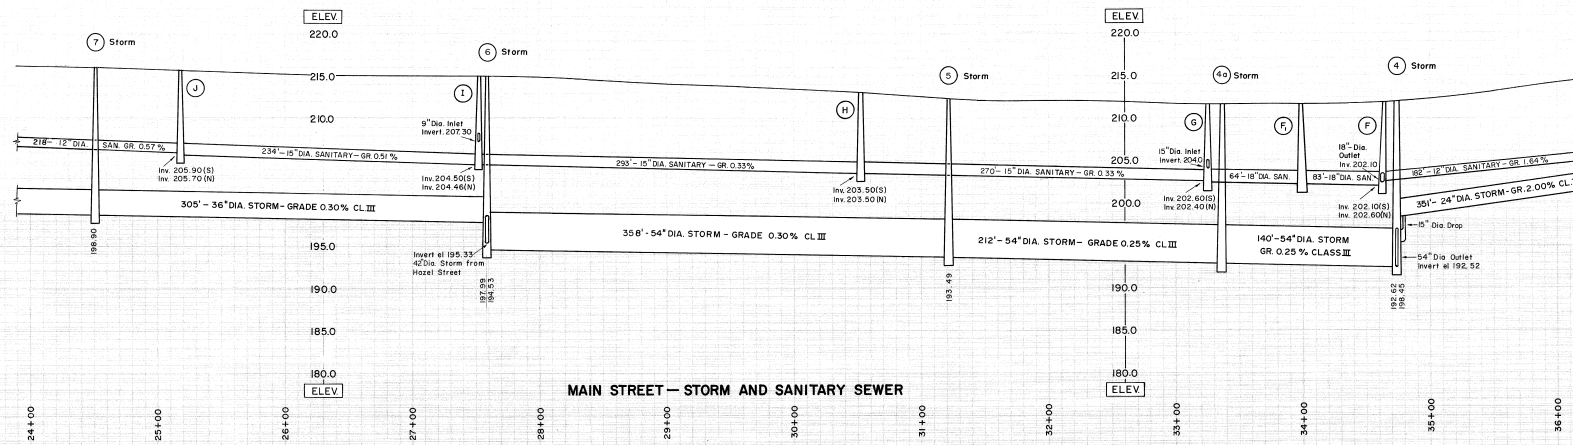 ELEV.
ELEV.
220.0
220.0
7 Storm
6 Storm
5 Storm
4a Storm
4 Storm
215.0
215.0
J
I
H
G
F₁
F
210.0
210.0
9" Dia. Inlet
Invert. 207.30
15" Dia. Inlet
Invert. 204.0
18"-Dia.
Outlet
Inv. 202.10
218'- 12" DIA. SAN. GR. 0.57 %
234'-15" DIA. SANITARY-GR. 0.51 %
293'-15" DIA. SANITARY - GR. 0.33%
205.0
270'- 15" DIA. SANITARY - GR. 0.33 %
64'-18" DIA. SAN.
83'-18" DIA. SAN.
182'-12" DIA. SANITARY - GR. 1.64 %
Inv. 205.90 (S)
Inv. 205.70 (N)
Inv. 204.50 (S)
Inv. 204.46 (N)
Inv. 203.50 (S)
Inv. 203.50 (N)
Inv. 202.60 (S)
Inv. 202.40 (N)
Inv. 202.10 (S)
Inv. 202.60 (N)
200.0
305' - 36" DIA. STORM - GRADE 0.30% CL III
358' - 54" DIA. STORM - GRADE 0.30% CL III
212' - 54" DIA. STORM - GRADE 0.25% CL III
140'-54" DIA. STORM
GR. 0.25 % CLASS III
351' - 24" DIA. STORM-GR. 2.00% CL.
15" Dia. Drop
195.0
198.90
Invert el 195.33
42" Dia. Storm from
Hazel Street
54" Dia Outlet
Invert el 192.52
197.99
194.53
193.49
192.62
198.45
190.0
190.0
185.0
185.0
180.0
180.0
ELEV.
ELEV.
MAIN STREET — STORM AND SANITARY SEWER
24+00
25+00
26+00
27+00
28+00
29+00
30+00
31+00
32+00
33+00
34+00
35+00
36+00